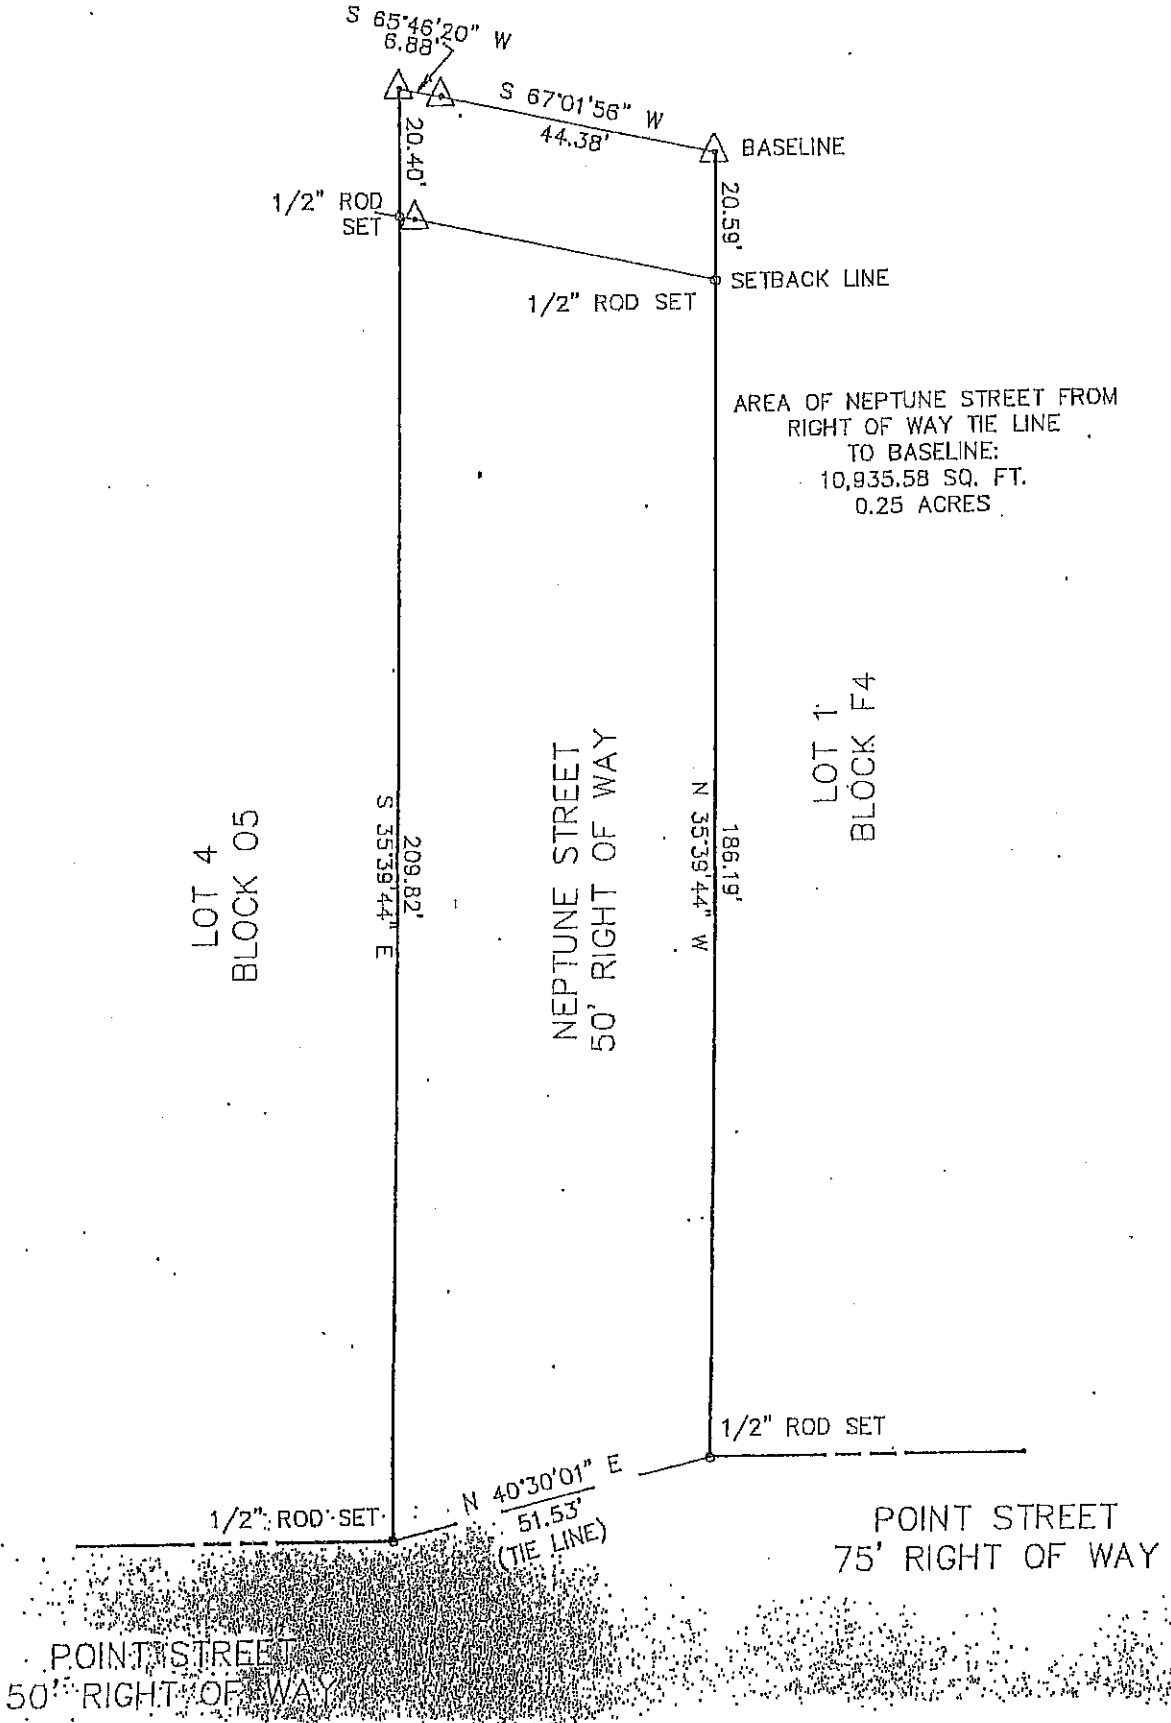 S 65°46'20" W
6.88'
S 67°01'56" W
44.38'
BASELINE
20.40'
20.59'
1/2" ROD
SET
SETBACK LINE
1/2" ROD SET
AREA OF NEPTUNE STREET FROM
RIGHT OF WAY TIE LINE
TO BASELINE:
10,935.58 SQ. FT.
0.25 ACRES
LOT 4
BLOCK 05
209.82'
S 35°39'44" E
NEPTUNE STREET
50' RIGHT OF WAY
186.19'
N 35°39'44" W
LOT 1
BLOCK F4
1/2" ROD SET
1/2" ROD SET
N 40°30'01" E
51.53'
(TIE LINE)
POINT STREET
75' RIGHT OF WAY
POINT STREET
50' RIGHT OF WAY